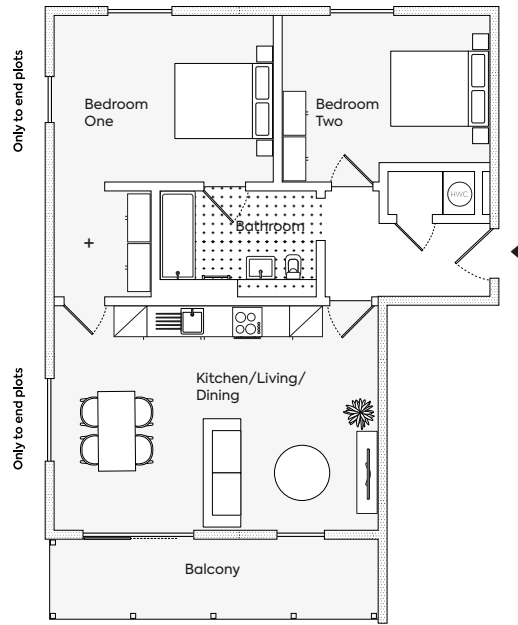 Only to end plots
Bedroom
One
Bedroom
Two
HWC
Bathroom
+
Only to end plots
Kitchen/Living/
Dining
Balcony